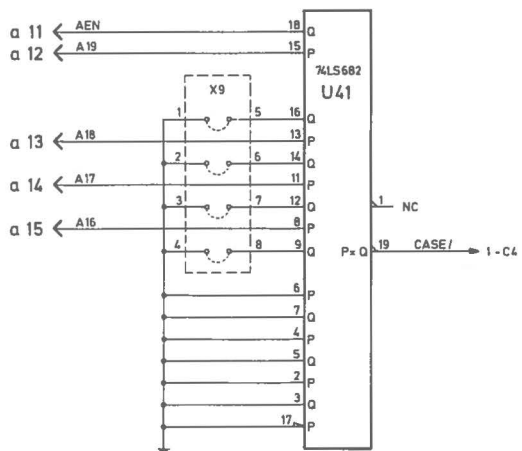 a 11 AEN 18 Q
a 12 A19 15 P
74LS682
U41
X9
1 5 16 Q
a 13 A18 13 P
2 6 14 Q
a 14 A17 11 P
3 7 12 Q
1 NC
a 15 A16 8 P
4 8 9 Q
P=Q 19 CASE/ 1-C4
6 P
7 Q
4 P
5 Q
2 P
3 Q
17 P